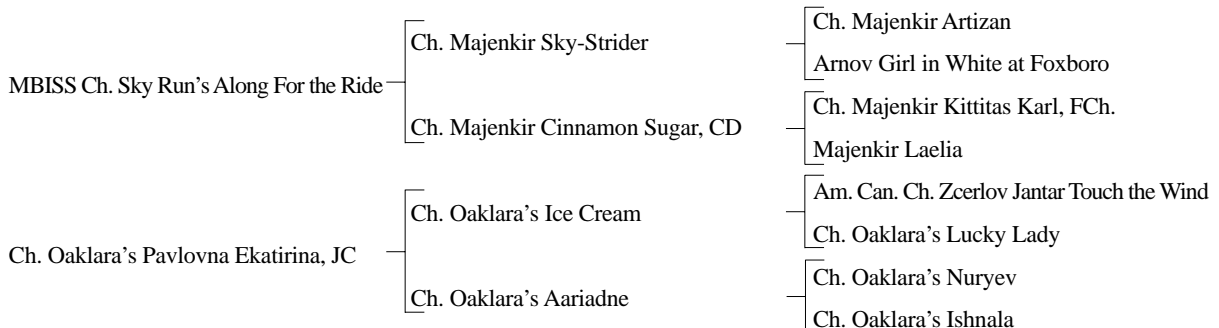 Ch. Majenkir Artizan
Ch. Majenkir Sky-Strider
Arnov Girl in White at Foxboro
MBISS Ch. Sky Run's Along For the Ride
Ch. Majenkir Kittitas Karl, FCh.
Ch. Majenkir Cinnamon Sugar, CD
Majenkir Laelia
Am. Can. Ch. Zcerlov Jantar Touch the Wind
Ch. Oaklara's Ice Cream
Ch. Oaklara's Lucky Lady
Ch. Oaklara's Pavlovna Ekatirina, JC
Ch. Oaklara's Nuryev
Ch. Oaklara's Aariadne
Ch. Oaklara's Ishnala